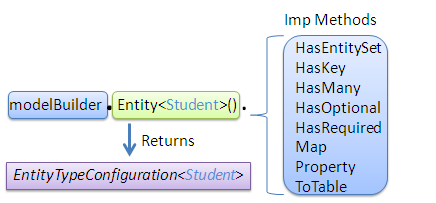 Imp Methods
modelBuilder.Entity<Student>().
Returns
EntityTypeConfiguration<Student>
HasEntitySet
HasKey
HasMany
HasOptional
HasRequired
Map
Property
ToTable